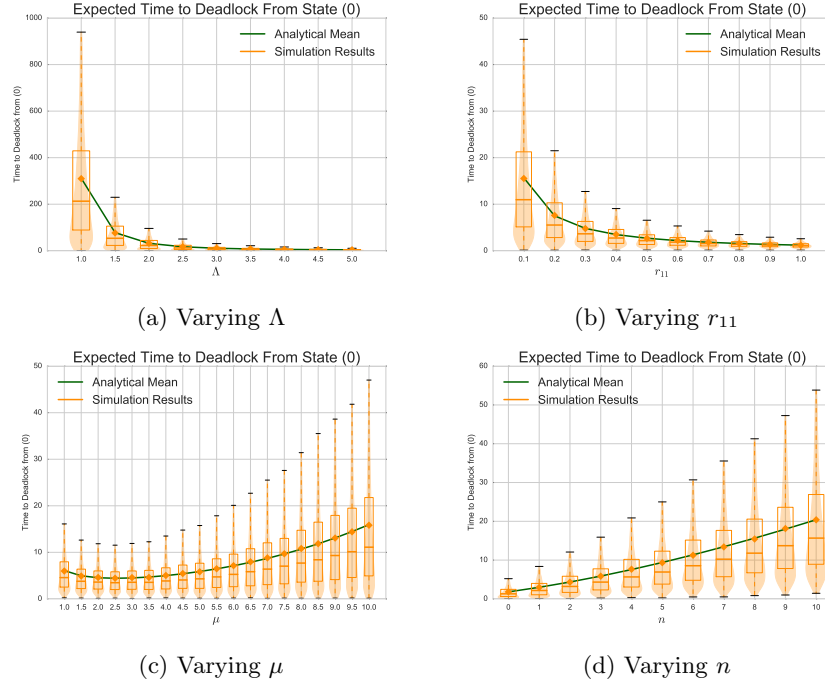 Expected Time to Deadlock From State (0)
1000
800
600
400
200
0
Time to Deadlock from (0)
Analytical Mean
Simulation Results
1.0 1.5 2.0 2.5 3.0 3.5 4.0 4.5 5.0
Λ
(a) Varying Λ
Expected Time to Deadlock From State (0)
50
40
30
20
10
0
Time to Deadlock from (0)
Analytical Mean
Simulation Results
0.1 0.2 0.3 0.4 0.5 0.6 0.7 0.8 0.9 1.0
r₁₁
(b) Varying r₁₁
Expected Time to Deadlock From State (0)
50
40
30
20
10
0
Time to Deadlock from (0)
Analytical Mean
Simulation Results
1.0 1.5 2.0 2.5 3.0 3.5 4.0 4.5 5.0 5.5 6.0 6.5 7.0 7.5 8.0 8.5 9.0 9.5 10.0
μ
(c) Varying μ
Expected Time to Deadlock From State (0)
60
50
40
30
20
10
0
Time to Deadlock from (0)
Analytical Mean
Simulation Results
0 1 2 3 4 5 6 7 8 9 10
n
(d) Varying n